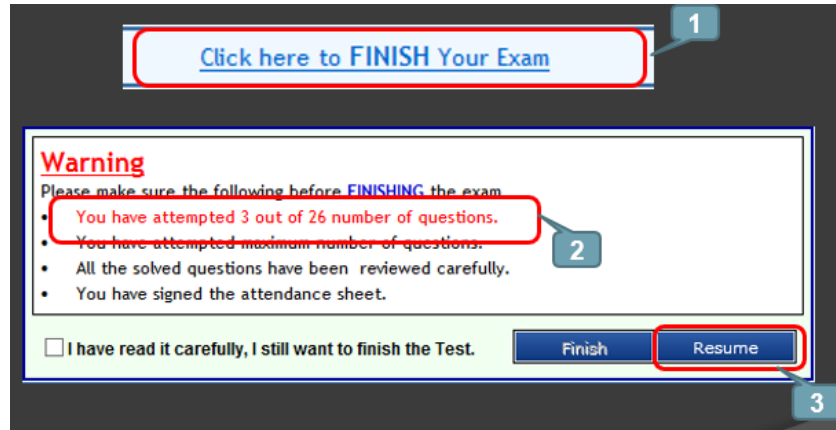 1
Click here to FINISH Your Exam
Warning
Please make sure the following before FINISHING the exam
• You have attempted 3 out of 26 number of questions.
• You have attempted maximum number of questions.
2
• All the solved questions have been reviewed carefully.
• You have signed the attendance sheet.
I have read it carefully, I still want to finish the Test.
Finish
Resume
3